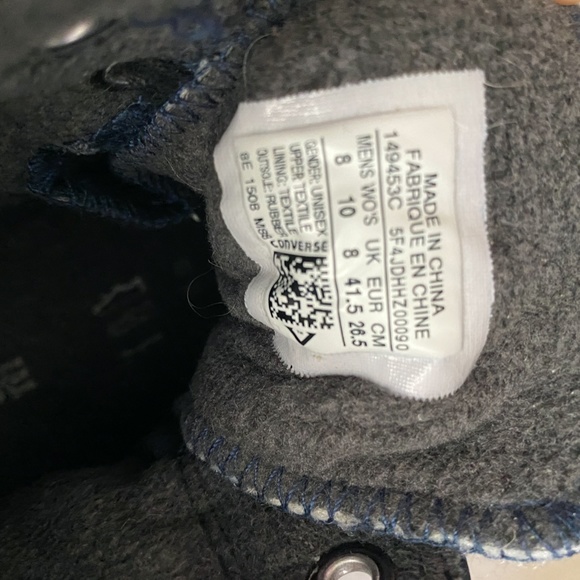 MADE IN CHINA
FABRIQUE EN CHINE
149453C 5F4JDHHZ00090
MENS WO'S UK EUR CM
8 10 8 41.5 26.5
GENDER: UNISEX
UPPER: TEXTILE
LINING: TEXTILE
OUTSOLE: RUBBER
CONVERSE